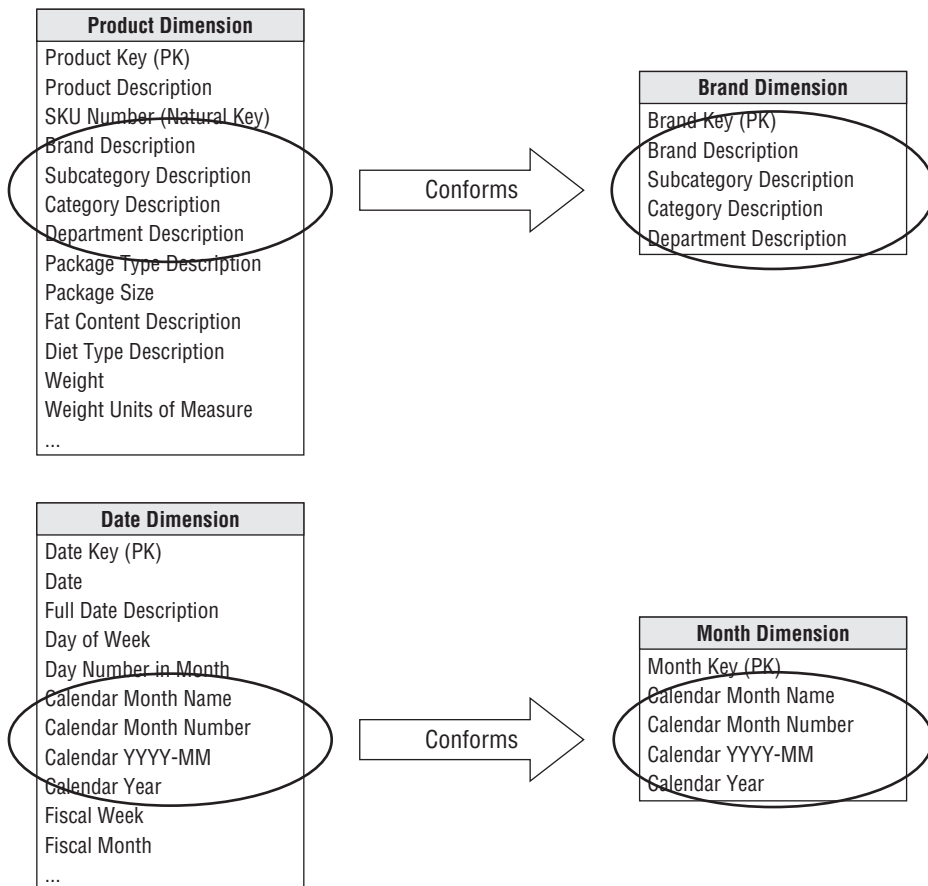 Product Dimension
Product Key (PK)
Product Description
SKU Number (Natural Key)
Brand Description
Subcategory Description
Category Description
Department Description
Package Type Description
Package Size
Fat Content Description
Diet Type Description
Weight
Weight Units of Measure
...
Conforms
Brand Dimension
Brand Key (PK)
Brand Description
Subcategory Description
Category Description
Department Description
Date Dimension
Date Key (PK)
Date
Full Date Description
Day of Week
Day Number in Month
Calendar Month Name
Calendar Month Number
Calendar YYYY-MM
Calendar Year
Fiscal Week
Fiscal Month
...
Conforms
Month Dimension
Month Key (PK)
Calendar Month Name
Calendar Month Number
Calendar YYYY-MM
Calendar Year